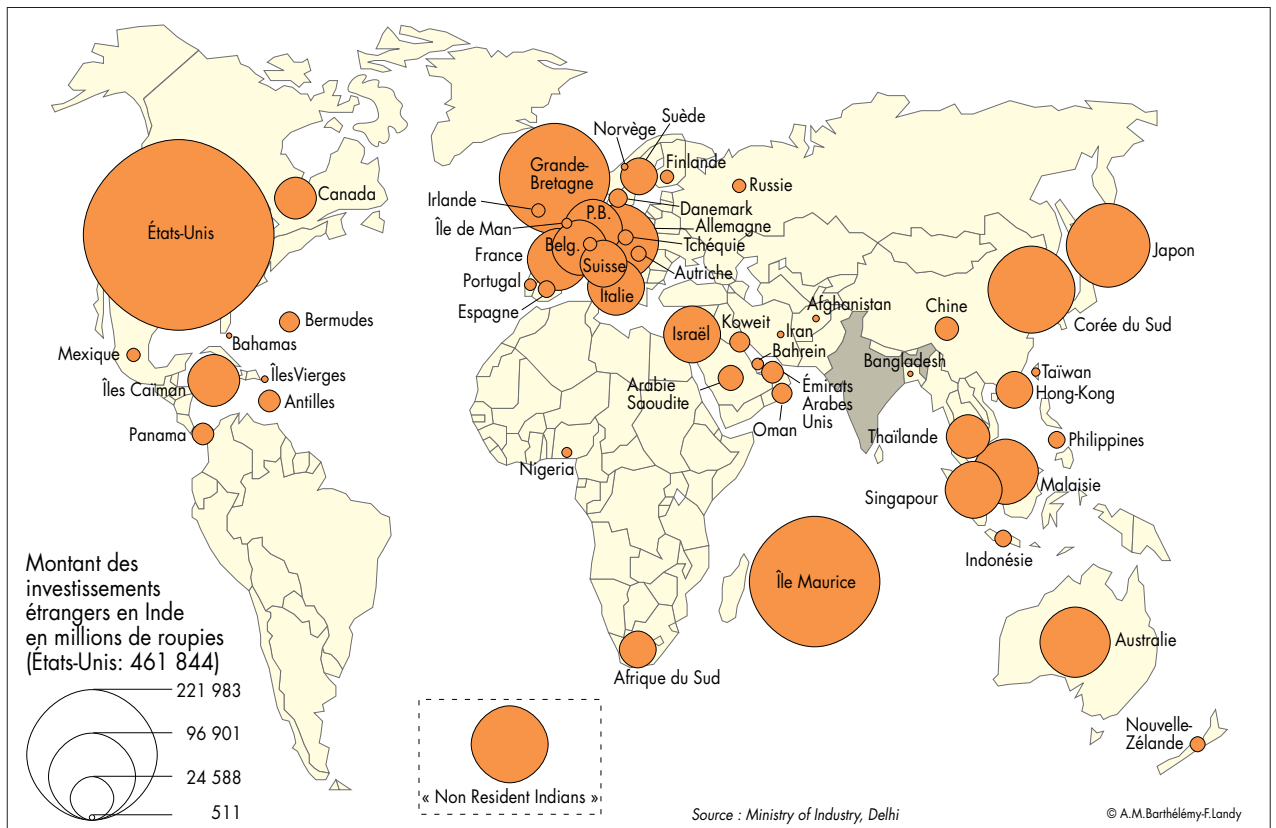 Suède
Norvège
Finlande
Grande-
Bretagne
Russie
Canada
Irlande
Danemark
P.B.
Allemagne
Île de Man
Tchéquie
États-Unis
Belg.
France
Suisse
Autriche
Japon
Portugal
Italie
Espagne
Afghanistan
Chine
Corée du Sud
Bermudes
Israël
Koweit
Iran
Bahamas
Bahrein
Mexique
Bangladesh
Taïwan
ÎlesVierges
Îles Caïman
Arabie
Saoudite
Émirats
Arabes
Unis
Hong-Kong
Antilles
Oman
Panama
Thaïlande
Philippines
Nigeria
Singapour
Malaisie
Indonésie
Île Maurice
Australie
Afrique du Sud
Nouvelle-
Zélande
Montant des
investissements
étrangers en Inde
en millions de roupies
(États-Unis: 461 844)
221 983
96 901
24 588
511
« Non Resident Indians »
Source : Ministry of Industry, Delhi
© A.M.Barthélémy-F.Landy